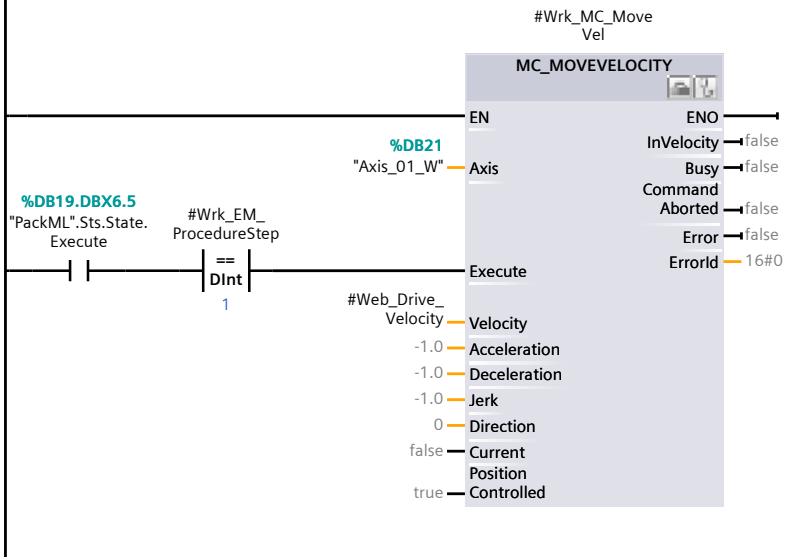 #Wrk_MC_Move
Vel
MC_MOVEVELOCITY
EN
ENO
%DB21
InVelocity
false
"Axis_01_W"
Axis
Busy
false
Command
Aborted
false
%DB19.DBX6.5
"PackML".Sts.State.
Execute
#Wrk_EM_
ProcedureStep
Error
false
==
DInt
1
Execute
ErrorId
16#0
#Web_Drive_
Velocity
Velocity
-1.0
Acceleration
-1.0
Deceleration
-1.0
Jerk
0
Direction
false
Current
Position
true
Controlled